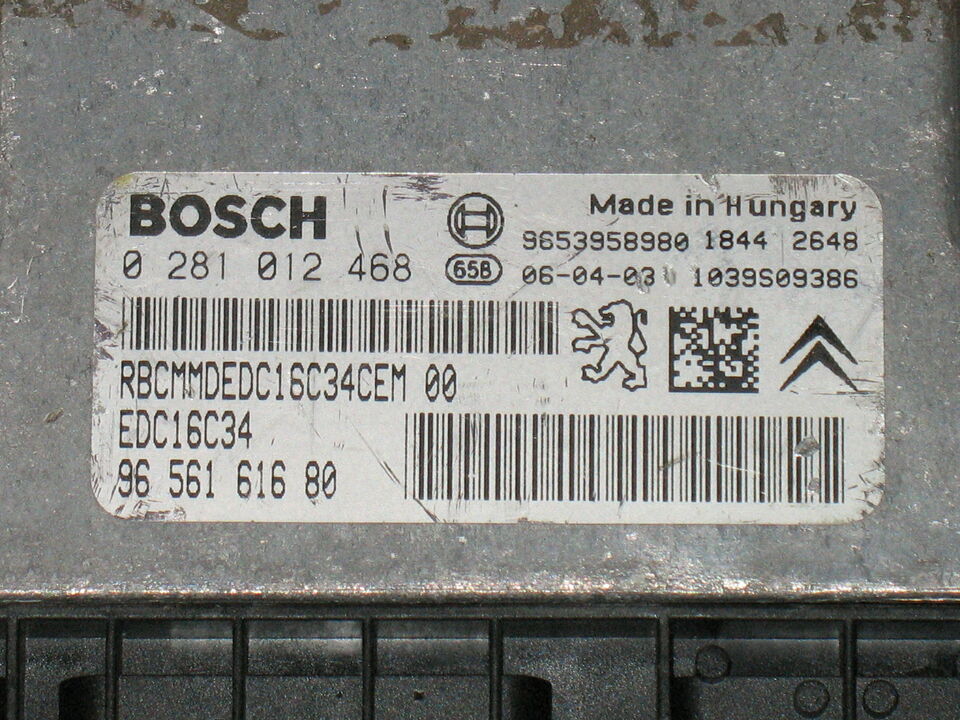 BOSCH
0 281 012 468
65B
Made in Hungary
9653958980 1844 2648
06-04-03 1039S09386
RBCMMDEDC16C34CEM 00
EDC16C34
96 561 616 80